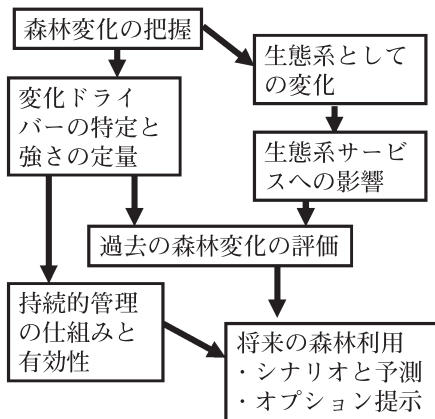 森林変化の把握
生態系として
の変化
変化ドライ
バーの特定と
強さの定量
生態系サービ
スへの影響
過去の森林変化の評価
持続的管理
の仕組みと
有効性
将来の森林利用
・シナリオと予測
・オプション提示